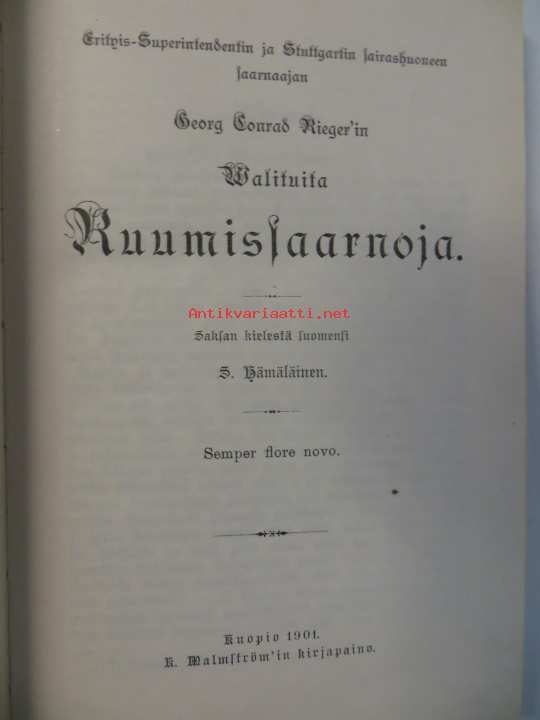 Erityis-Superintendentin ja Stuttgartin sairashuoneen
saarnaajan
Georg Conrad Rieger'in
Walituita
Ruumissaarnoja.
Antikvariaatti.net
Saksan kielestä suomensi
S. Hämäläinen.
Semper flore novo.
Kuopio 1901.
K. Malmström'in kirjapaino.